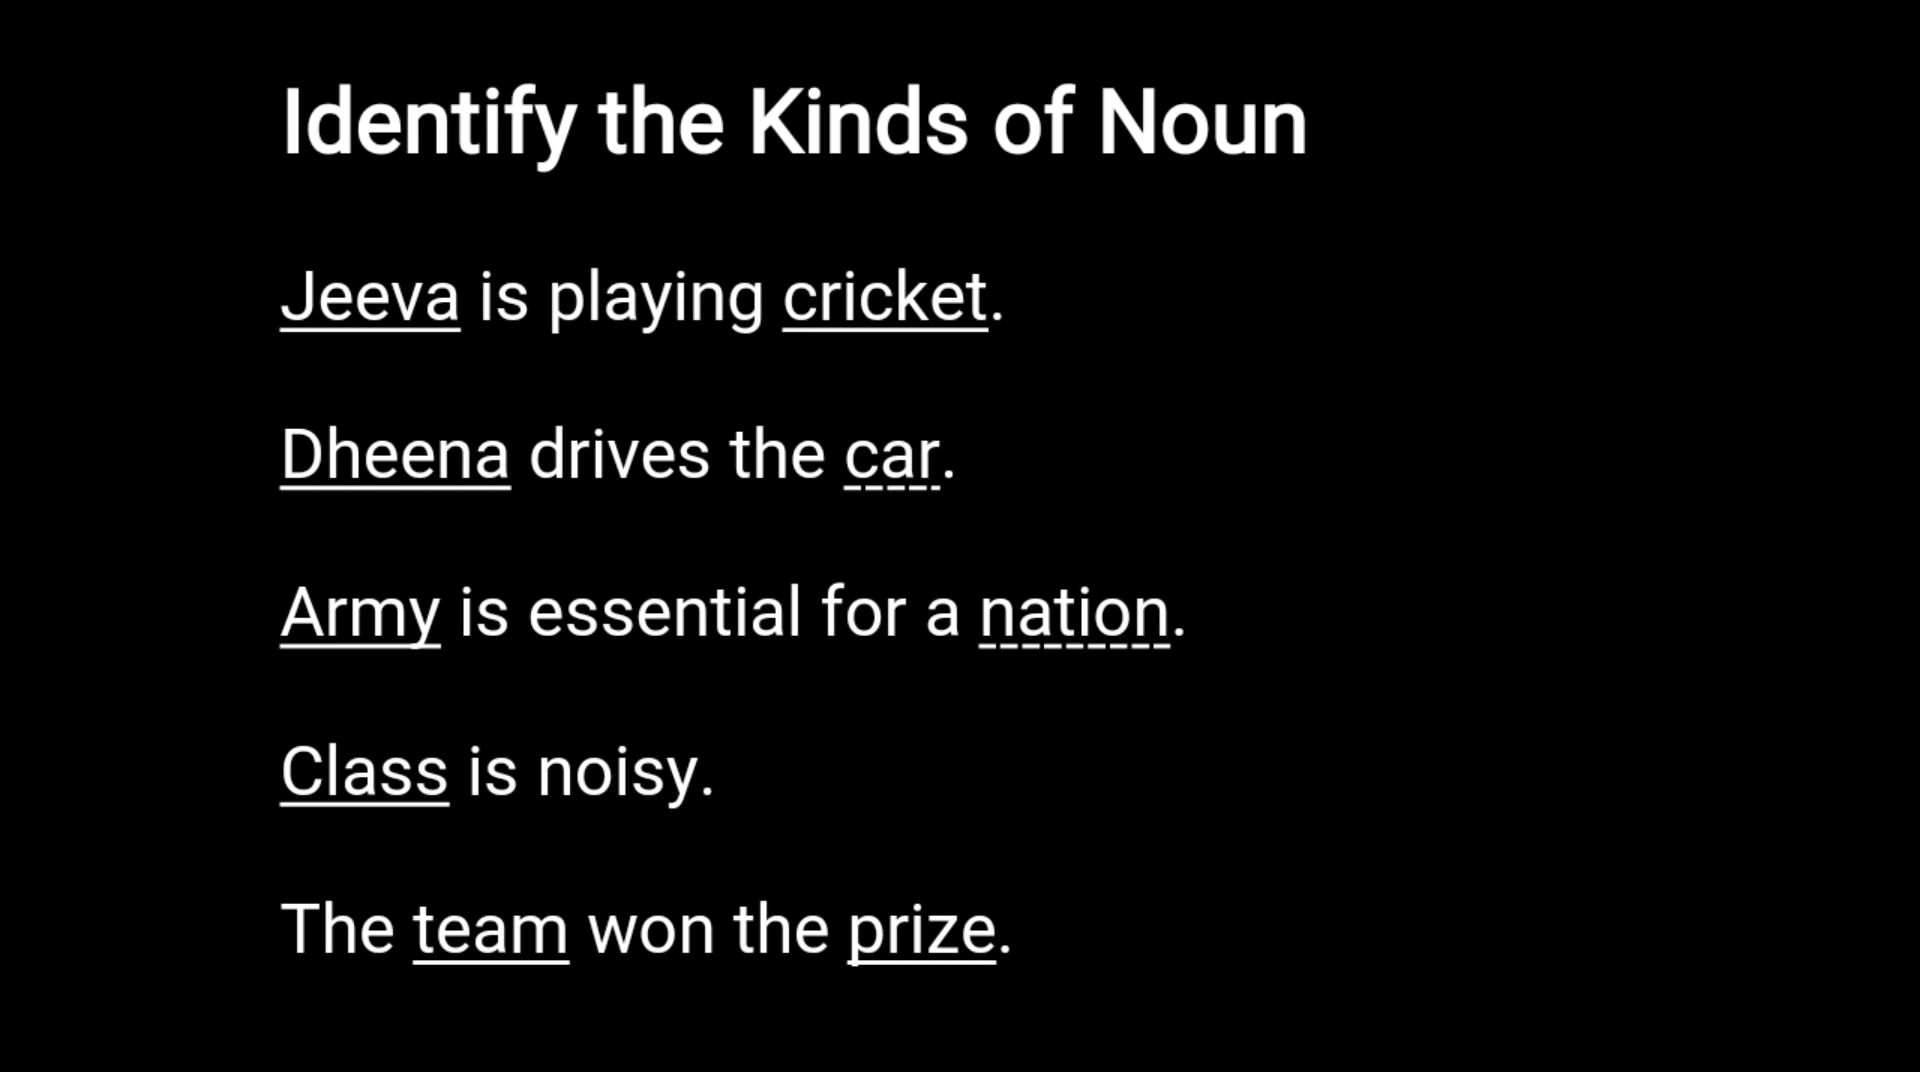 Identify the Kinds of Noun
Jeeva is playing cricket.
Dheena drives the car.
Army is essential for a nation.
Class is noisy.
The team won the prize.